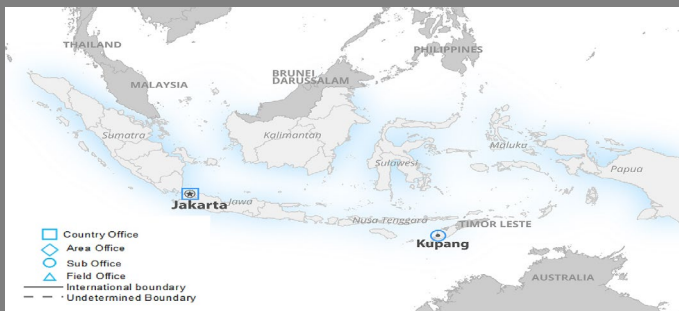 THAILAND
PHILIPPINES
BRUNEI
DARUSSALAM
MALAYSIA
Sumatra
Kalimantan
Maluku
Sulawesi
Papua
Jakarta
Jawa
Nusa Tenggara
TIMOR LESTE
Kupang
Country Office
Area Office
Sub Office
Field Office
International boundary
Undetermined Boundary
AUSTRALIA